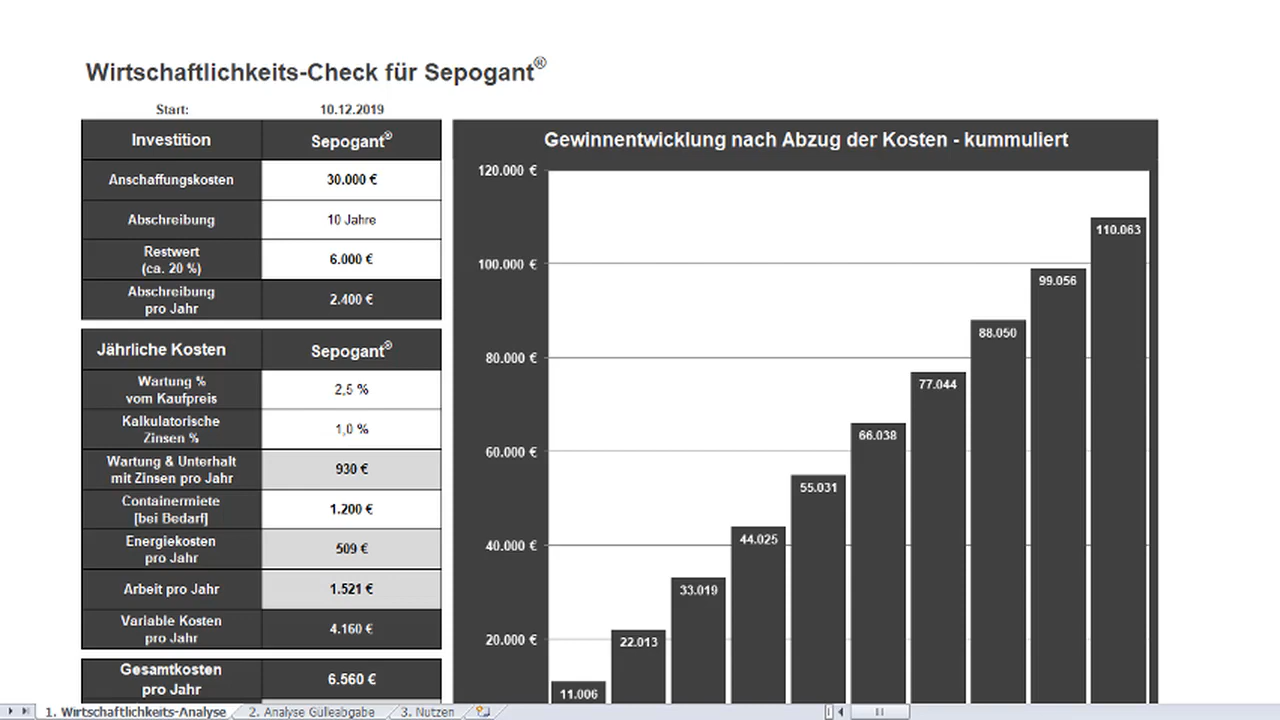 Wirtschaftlichkeits-Check für Sepogant®
Start: 10.12.2019
Investition Sepogant®
Anschaffungskosten 30.000 €
Abschreibung 10 Jahre
Restwert
(ca. 20 %) 6.000 €
Abschreibung
pro Jahr 2.400 €
Jährliche Kosten Sepogant®
Wartung %
vom Kaufpreis 2,5 %
Kalkulatorische
Zinsen % 1,0 %
Wartung & Unterhalt
mit Zinsen pro Jahr 930 €
Containermiete
[bei Bedarf] 1.200 €
Energiekosten
pro Jahr 509 €
Arbeit pro Jahr 1.521 €
Variable Kosten
pro Jahr 4.160 €
Gesamtkosten
pro Jahr 6.560 €
Gewinnentwicklung nach Abzug der Kosten - kummuliert
120.000 €
100.000 €
80.000 €
60.000 €
40.000 €
20.000 €
11.006
22.013
33.019
44.025
55.031
66.038
77.044
88.050
99.056
110.063
1. Wirtschaftlichkeits-Analyse 2. Analyse Gülleabgabe 3. Nutzen